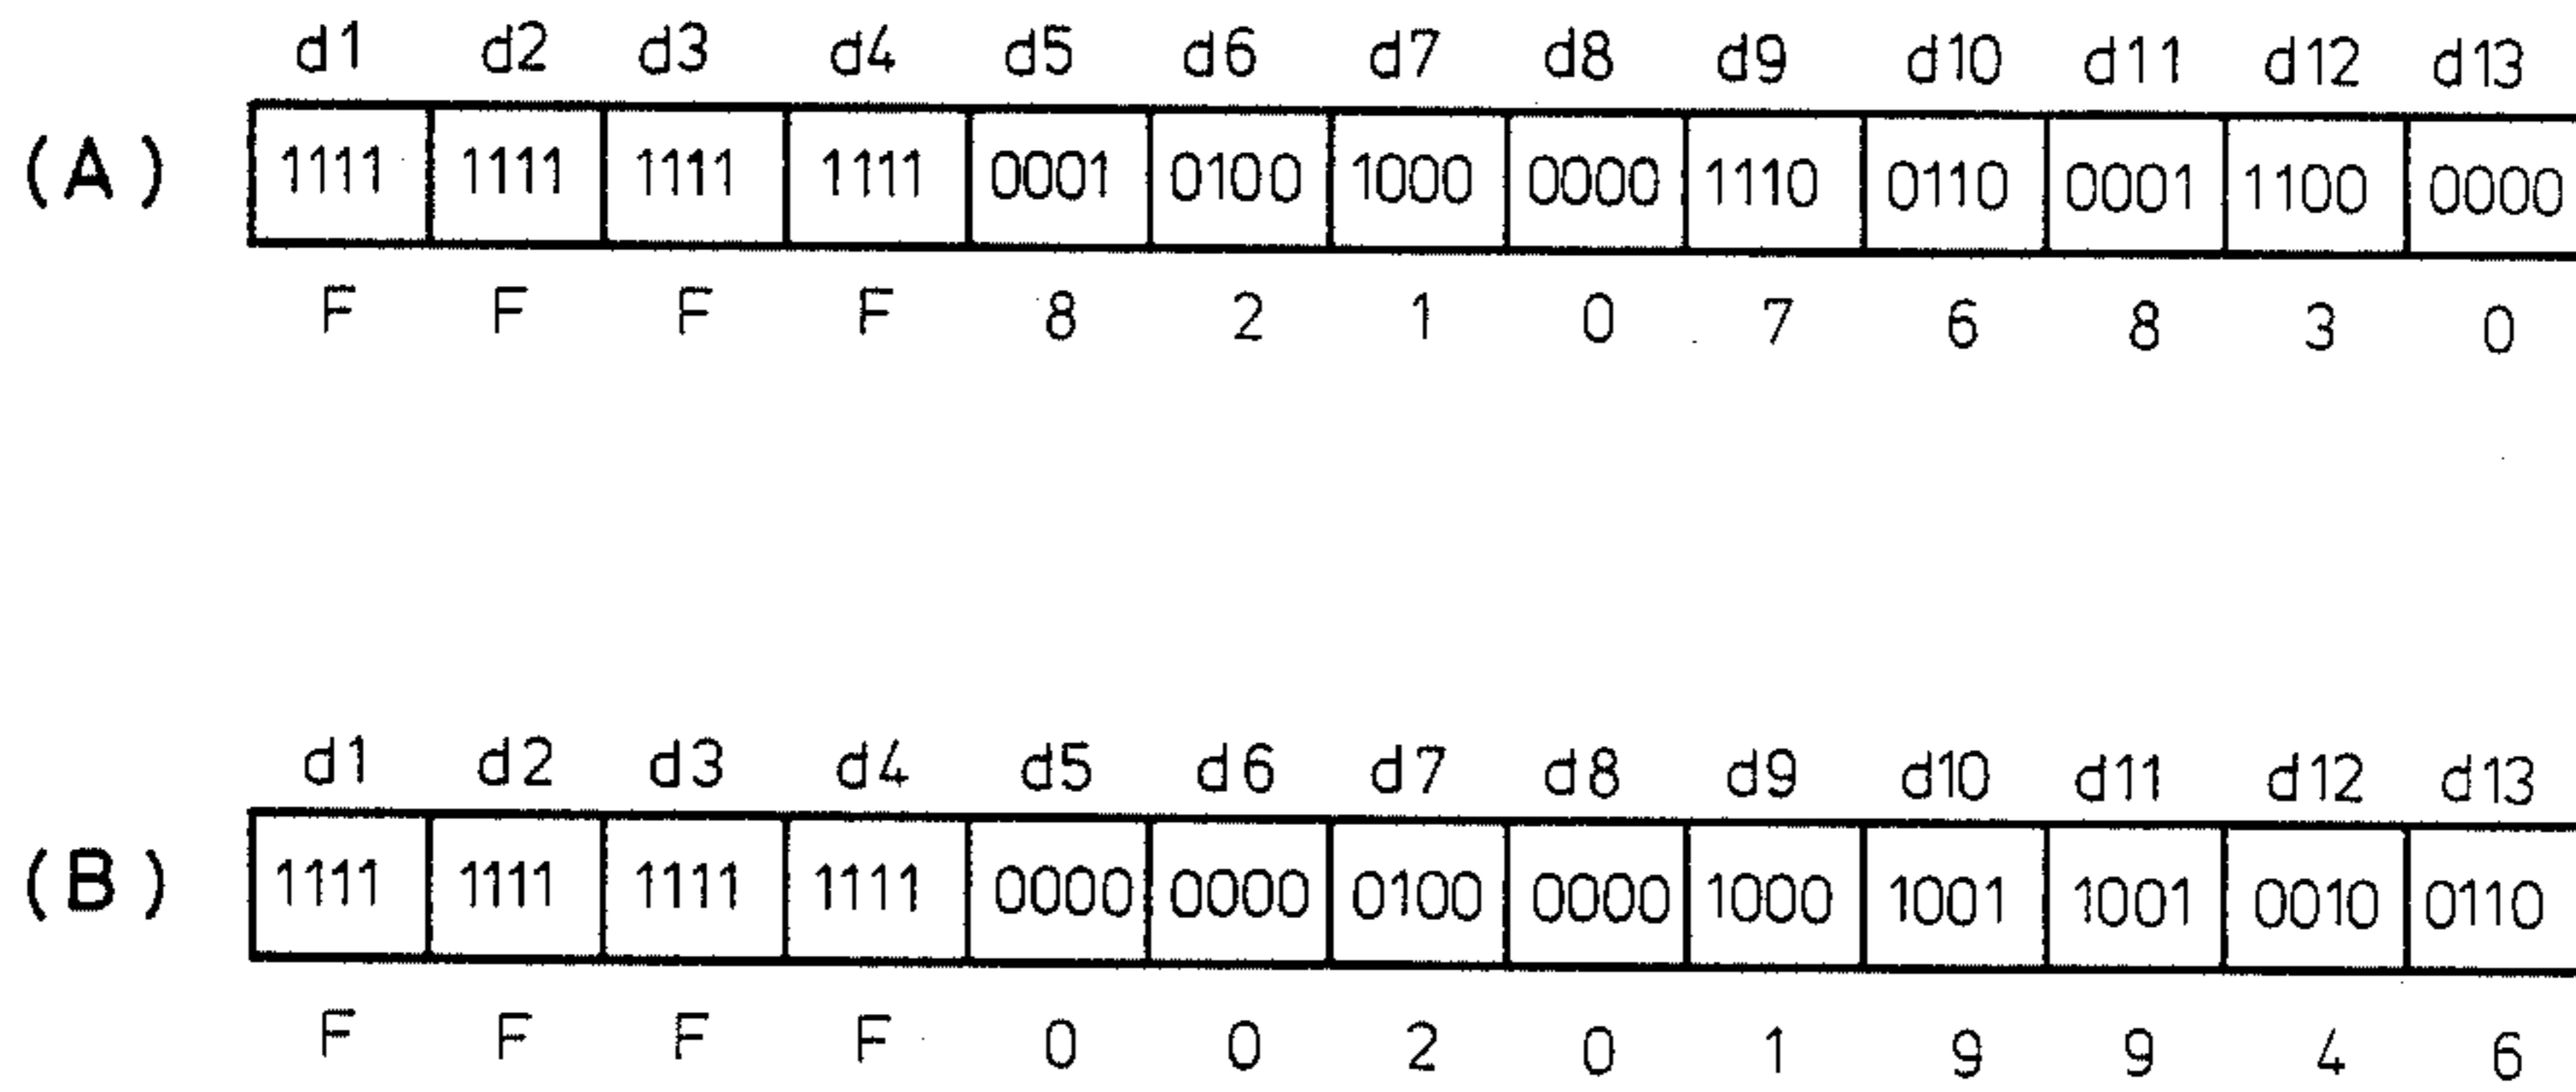 d1 d2 d3 d4 d5 d6 d7 d8 d9 d10 d11 d12 d13
(A) 1111 1111 1111 1111 0001 0100 1000 0000 1110 0110 0001 1100 0000
F F F F 8 2 1 0 7 6 8 3 0
d1 d2 d3 d4 d5 d6 d7 d8 d9 d10 d11 d12 d13
(B) 1111 1111 1111 1111 0000 0000 0100 0000 1000 1001 1001 0010 0110
F F F F 0 0 2 0 1 9 9 4 6